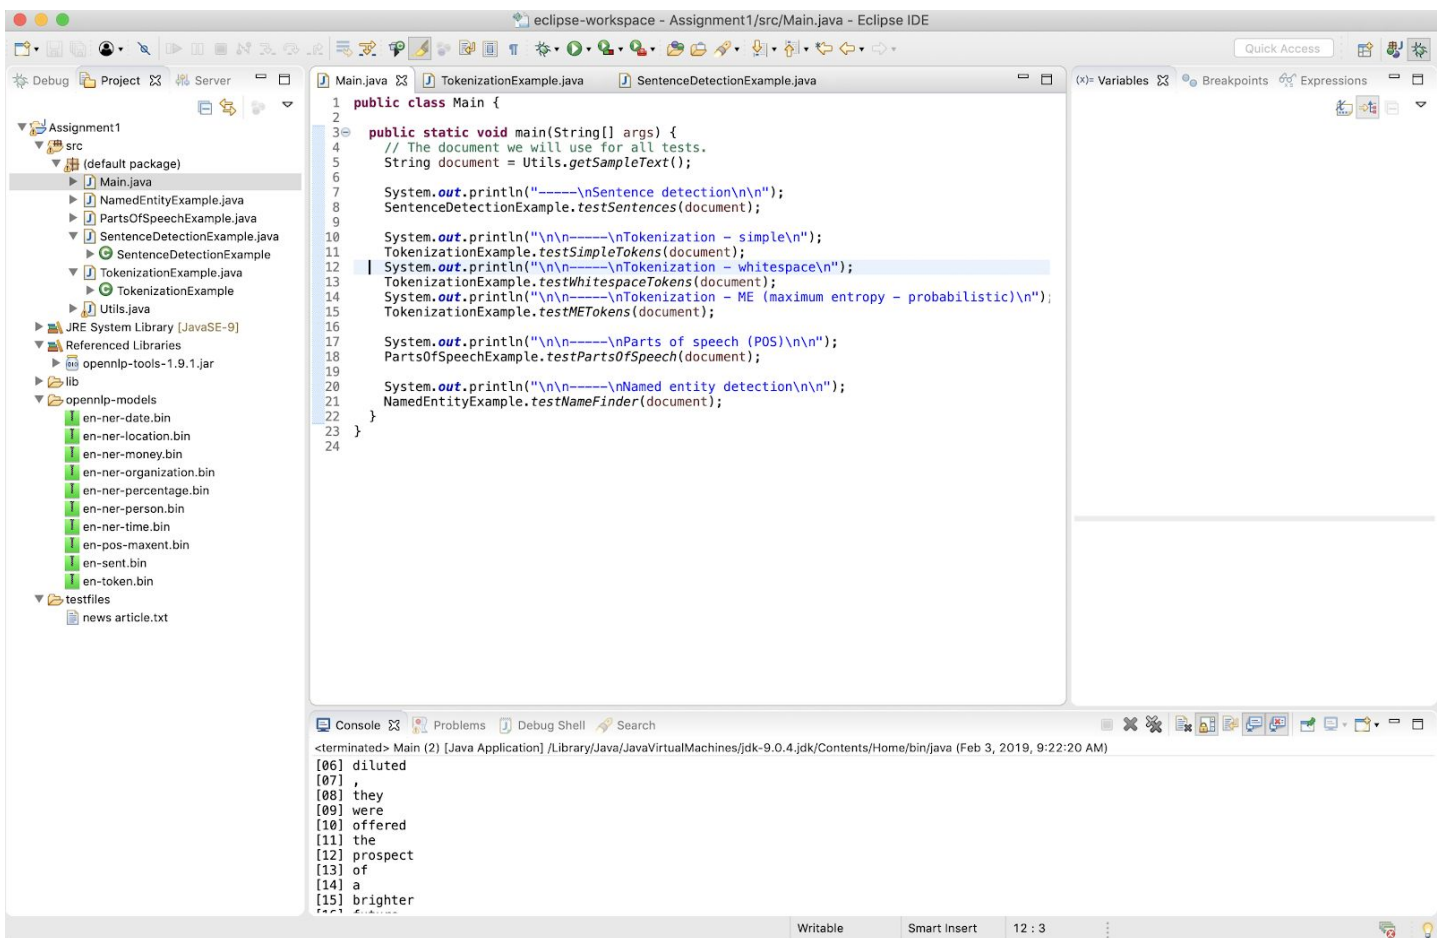 eclipse-workspace - Assignment1/src/Main.java - Eclipse IDE
Quick Access
Debug Project Server
Assignment1
src
(default package)
Main.java
NamedEntityExample.java
PartsOfSpeechExample.java
SentenceDetectionExample.java
SentenceDetectionExample
TokenizationExample.java
TokenizationExample
Utils.java
JRE System Library [JavaSE-9]
Referenced Libraries
opennlp-tools-1.9.1.jar
lib
opennlp-models
en-ner-date.bin
en-ner-location.bin
en-ner-money.bin
en-ner-organization.bin
en-ner-percentage.bin
en-ner-person.bin
en-ner-time.bin
en-pos-maxent.bin
en-sent.bin
en-token.bin
testfiles
news article.txt
Main.java TokenizationExample.java SentenceDetectionExample.java
1 public class Main {
2
3 public static void main(String[] args) {
4 // The document we will use for all tests.
5 String document = Utils.getSampleText();
6
7 System.out.println("-----\nSentence detection\n\n");
8 SentenceDetectionExample.testSentences(document);
9
10 System.out.println("\n\n-----\nTokenization - simple\n");
11 TokenizationExample.testSimpleTokens(document);
12 System.out.println("\n\n-----\nTokenization - whitespace\n");
13 TokenizationExample.testWhitespaceTokens(document);
14 System.out.println("\n\n-----\nTokenization - ME (maximum entropy - probabilistic)\n");
15 TokenizationExample.testMETokens(document);
16
17 System.out.println("\n\n-----\nParts of speech (POS)\n\n");
18 PartsOfSpeechExample.testPartsOfSpeech(document);
19
20 System.out.println("\n\n-----\nNamed entity detection\n\n");
21 NamedEntityExample.testNameFinder(document);
22 }
23 }
24
(x)= Variables Breakpoints Expressions
Console Problems Debug Shell Search
<terminated> Main (2) [Java Application] /Library/Java/JavaVirtualMachines/jdk-9.0.4.jdk/Contents/Home/bin/java (Feb 3, 2019, 9:22:20 AM)
[06] diluted
[07] ,
[08] they
[09] were
[10] offered
[11] the
[12] prospect
[13] of
[14] a
[15] brighter
Writable Smart Insert 12 : 3